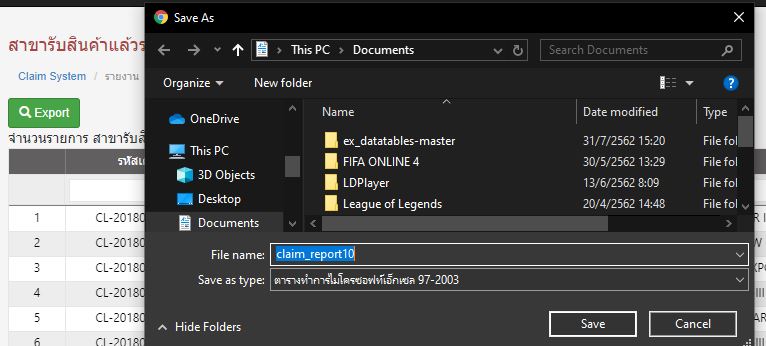 Save As
สาขารับสินค้าแล้วร
This PC
Documents
Search Documents
Claim System / รายงาน
Organize
New folder
Export
จำนวนรายการ สาขารับสิ
OneDrive
This PC
3D Objects
Desktop
Documents
Name
Date modified
Type
ex_datatables-master 31/7/2562 15:20 File fol
FIFA ONLINE 4 30/5/2562 13:29 File fol
LDPlayer 13/6/2562 8:09 File fol
League of Legends 20/4/2562 14:48 File fol
1 CL-20180
2 CL-20180
3 CL-20180
4 CL-20180
5 CL-20180
6 CL-20180
File name: claim_report10
Save as type: ตารางทำการไมโครซอฟท์เอ็กเซล 97-2003
Hide Folders
Save
Cancel